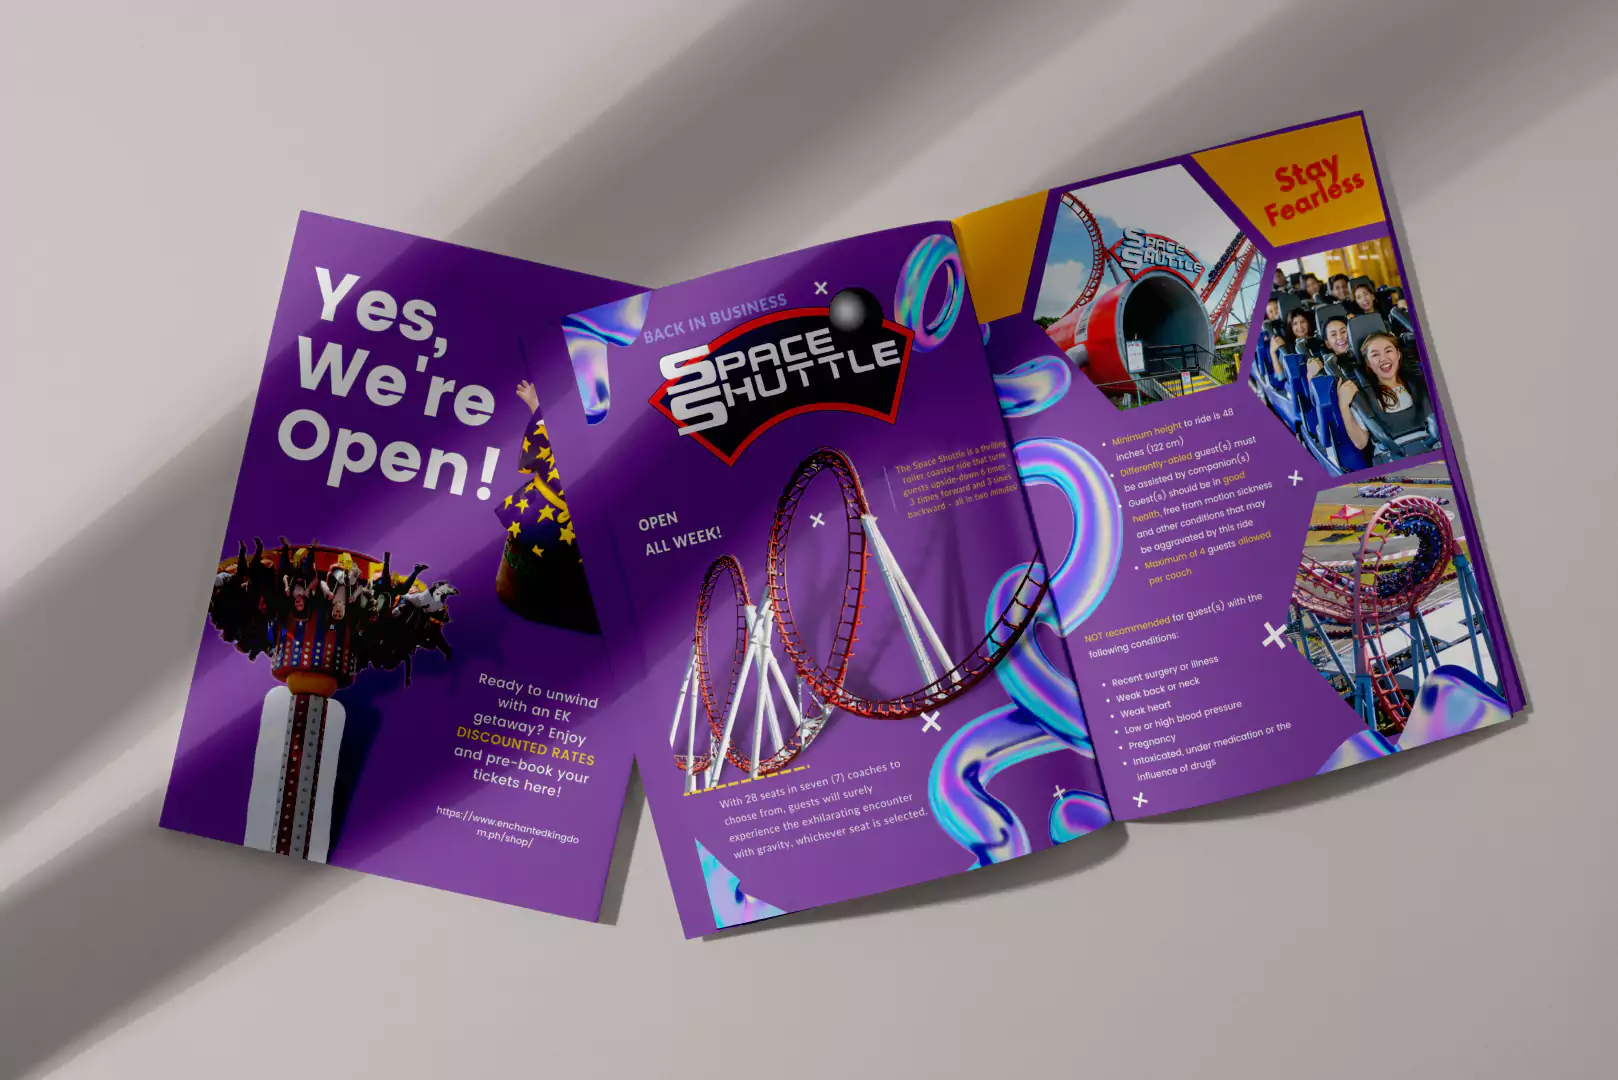 Yes,
We're
Open!
Ready to unwind
with an EK
getaway? Enjoy
DISCOUNTED RATES
and pre-book your
tickets here!
https://www.enchantedkingdo
m.ph/shop/
BACK IN BUSINESS
SPACE
SHUTTLE
The Space Shuttle is a thrilling
roller coaster ride that turns
guests upside-down 6 times -
3 times forward and 3 times
backward - all in two minutes!
OPEN
ALL WEEK!
With 28 seats in seven (7) coaches to
choose from, guests will surely
experience the exhilarating encounter
with gravity, whichever seat is selected.
Stay
Fearless
SPACE
SHUTTLE
• Minimum height to ride is 48
inches (122 cm)
• Differently-abled guest(s) must
be assisted by companion(s)
• Guest(s) should be in good
health, free from motion sickness
and other conditions that may
be aggravated by this ride
• Maximum of 4 guests allowed
per coach
NOT recommended for guest(s) with the
following conditions:
• Recent surgery or illness
• Weak back or neck
• Weak heart
• Low or high blood pressure
• Pregnancy
• Intoxicated, under medication or the
influence of drugs